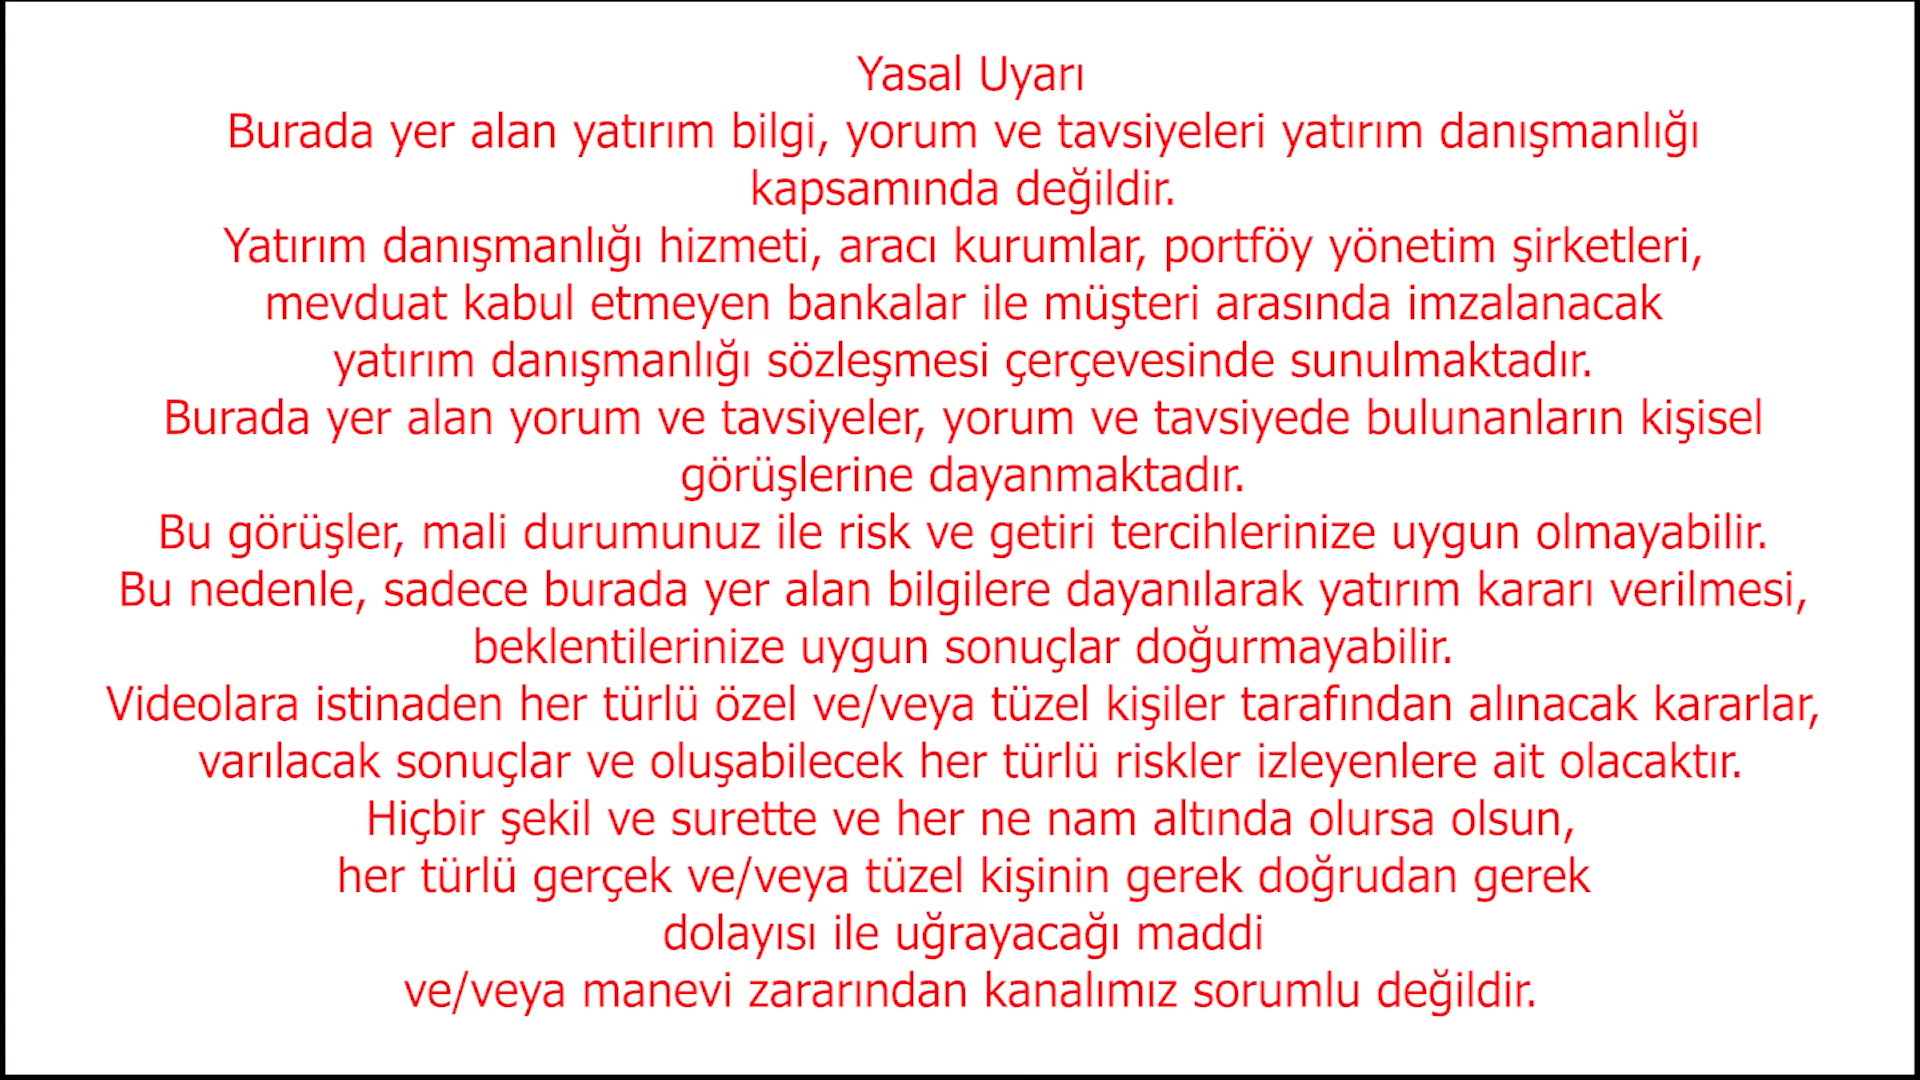 Yasal Uyarı
Burada yer alan yatırım bilgi, yorum ve tavsiyeleri yatırım danışmanlığı
kapsamında değildir.
Yatırım danışmanlığı hizmeti, aracı kurumlar, portföy yönetim şirketleri,
mevduat kabul etmeyen bankalar ile müşteri arasında imzalanacak
yatırım danışmanlığı sözleşmesi çerçevesinde sunulmaktadır.
Burada yer alan yorum ve tavsiyeler, yorum ve tavsiyede bulunanların kişisel
görüşlerine dayanmaktadır.
Bu görüşler, mali durumunuz ile risk ve getiri tercihlerinize uygun olmayabilir.
Bu nedenle, sadece burada yer alan bilgilere dayanılarak yatırım kararı verilmesi,
beklentilerinize uygun sonuçlar doğurmayabilir.
Videolara istinaden her türlü özel ve/veya tüzel kişiler tarafından alınacak kararlar,
varılacak sonuçlar ve oluşabilecek her türlü riskler izleyenlere ait olacaktır.
Hiçbir şekil ve surette ve her ne nam altında olursa olsun,
her türlü gerçek ve/veya tüzel kişinin gerek doğrudan gerek
dolayısı ile uğrayacağı maddi
ve/veya manevi zararından kanalımız sorumlu değildir.